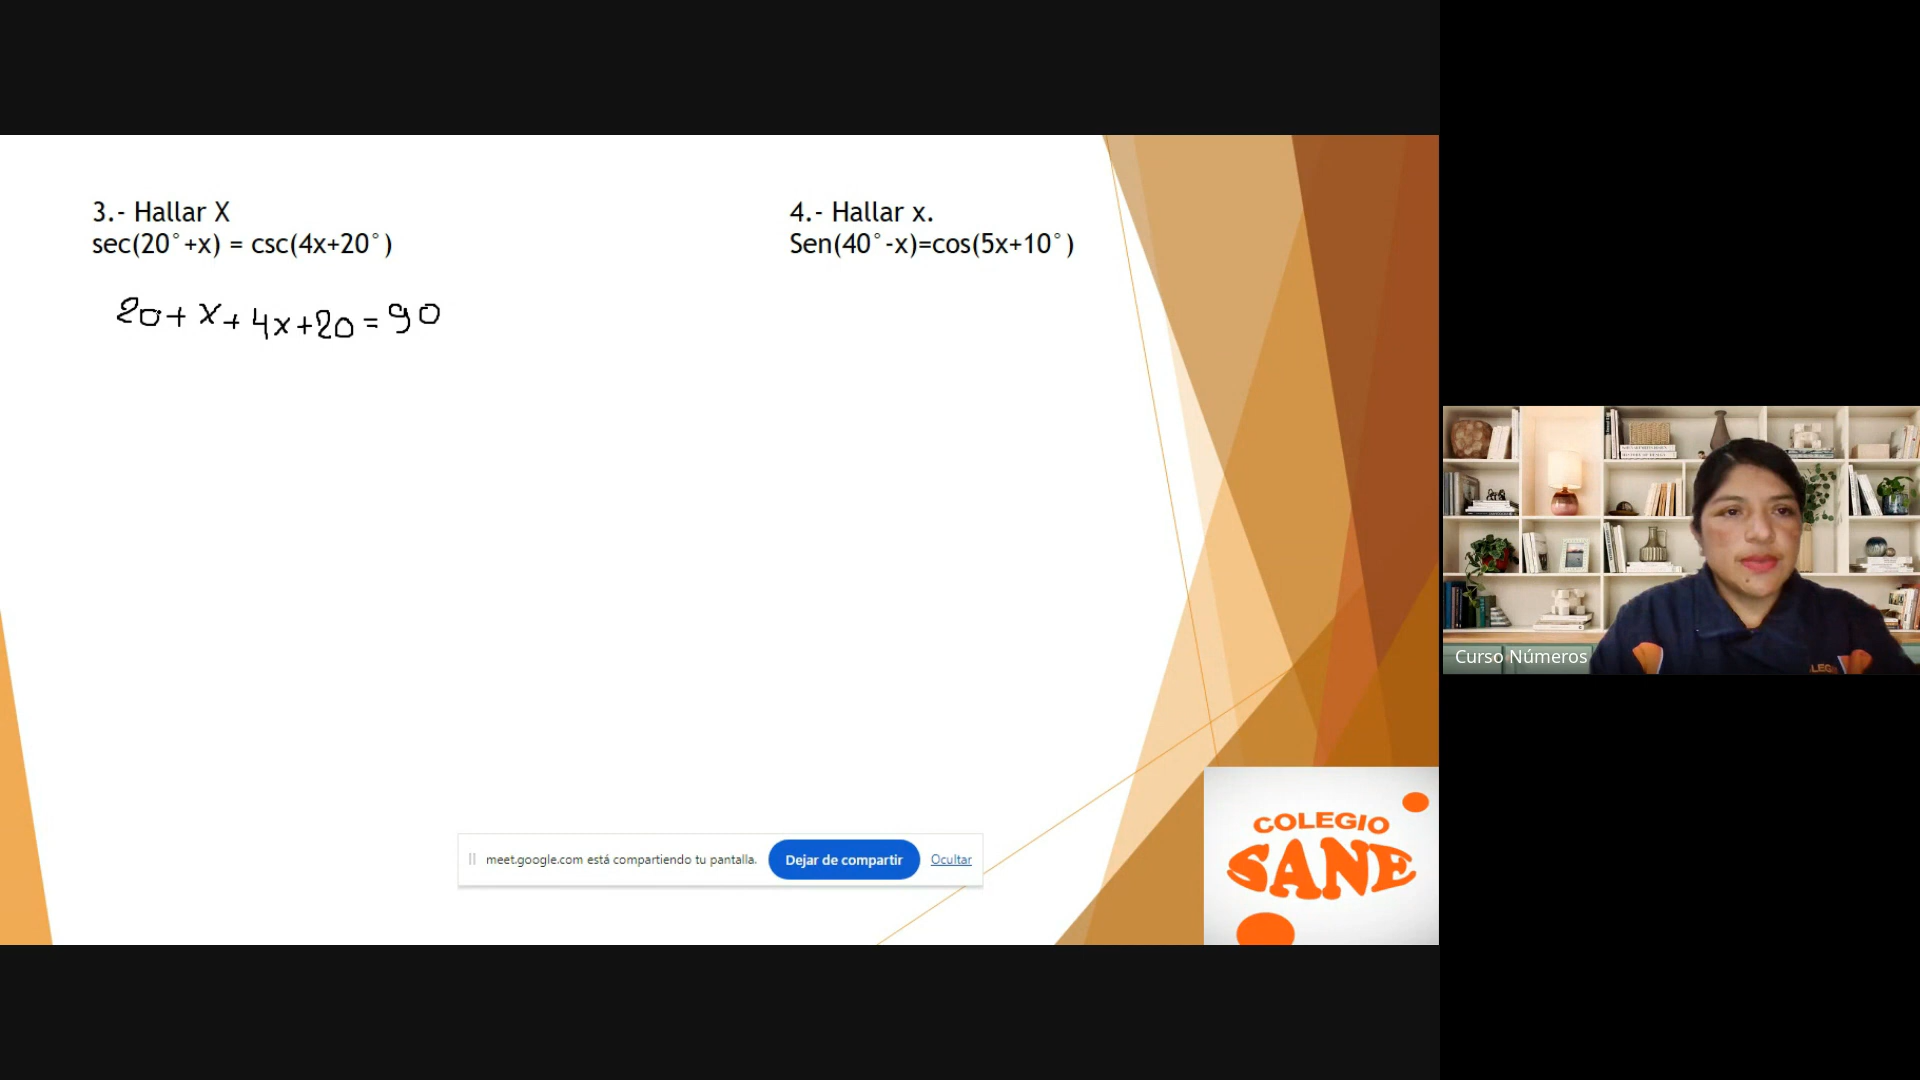 3.- Hallar X
sec(20°+x) = csc(4x+20°)
20+x+4x+20=90
4.- Hallar x.
Sen(40°-x)=cos(5x+10°)
meet.google.com está compartiendo tu pantalla.
Dejar de compartir
Ocultar
COLEGIO
SANE
Curso Números